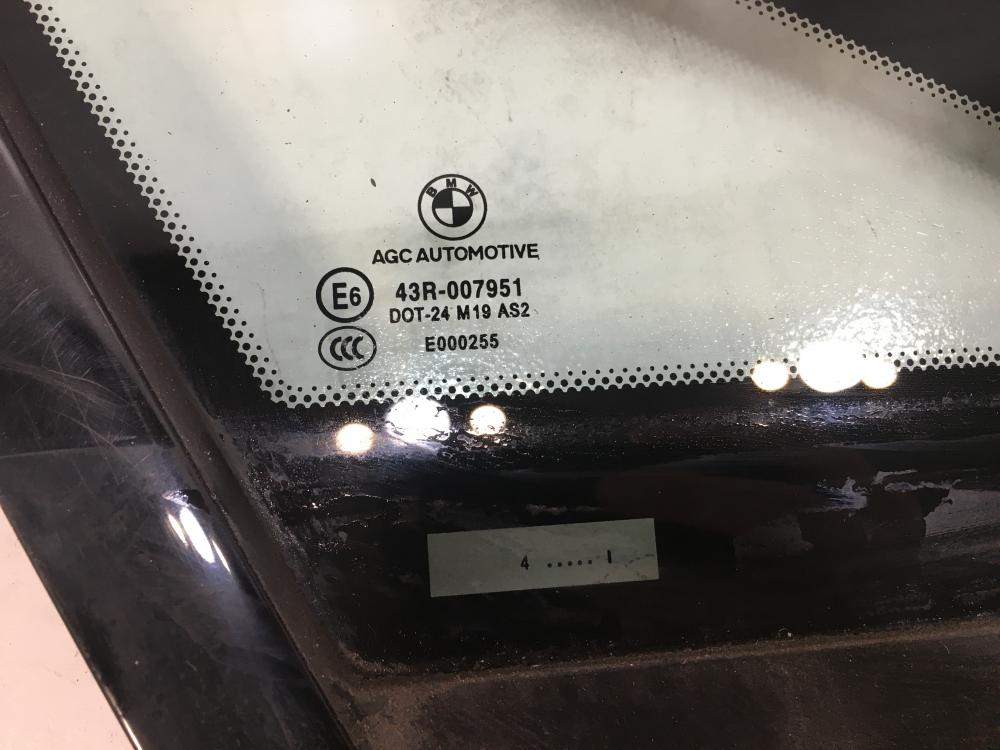 BMW
AGC AUTOMOTIVE
E6 43R-007951
DOT-24 M19 AS2
CCC E000255
4 ..... I